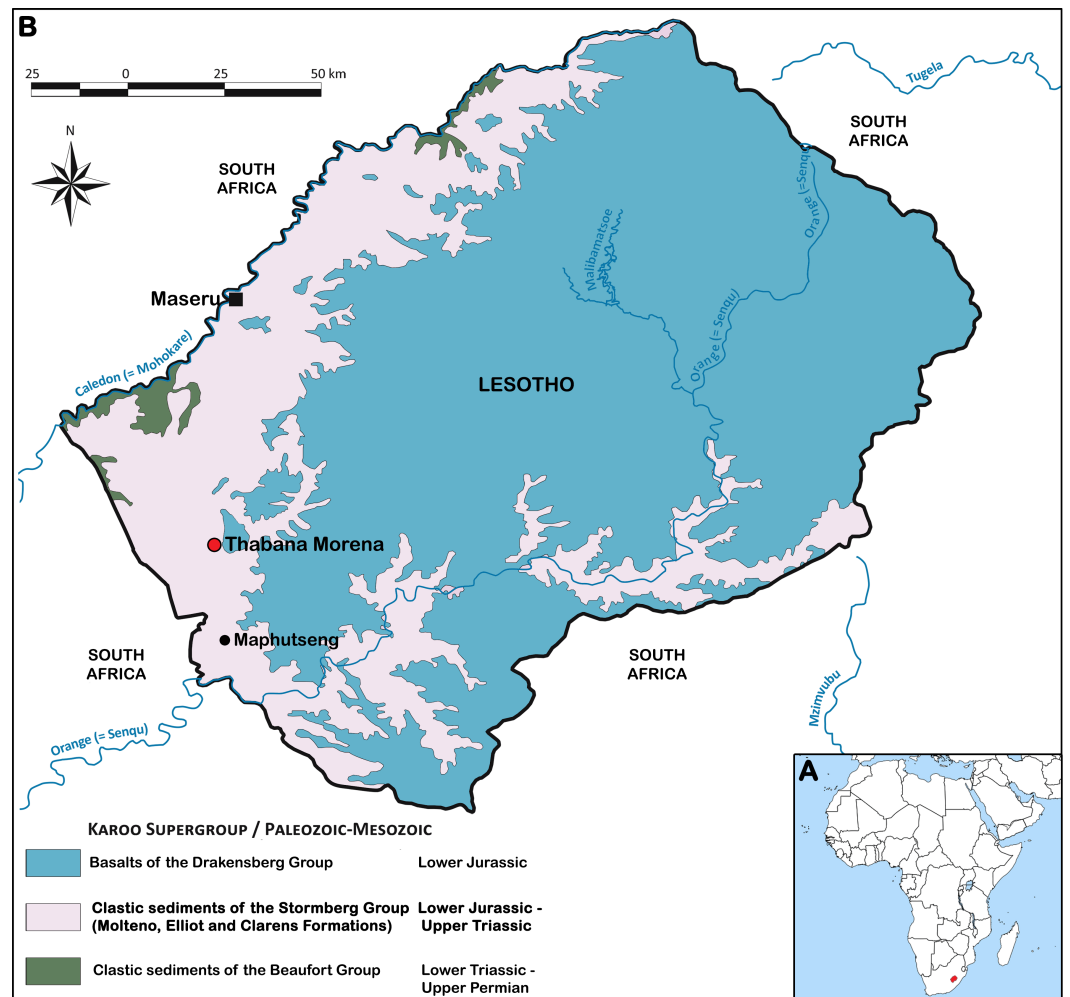 B
25 0 25 50 km
Tugela
N
SOUTH
AFRICA
SOUTH
AFRICA
Orange (=Senqu)
Malibamatsoe
Maseru
Orange (= Senqu)
Caledon (= Mohokare)
LESOTHO
Thabana Morena
Maphutseng
SOUTH
AFRICA
SOUTH
AFRICA
Mzimvubu
Orange (= Senqu)
A
KAROO SUPERGROUP / PALEOZOIC-MESOZOIC
Basalts of the Drakensberg Group Lower Jurassic
Clastic sediments of the Stormberg Group Lower Jurassic -
(Molteno, Elliot and Clarens Formations) Upper Triassic
Clastic sediments of the Beaufort Group Lower Triassic -
Upper Permian